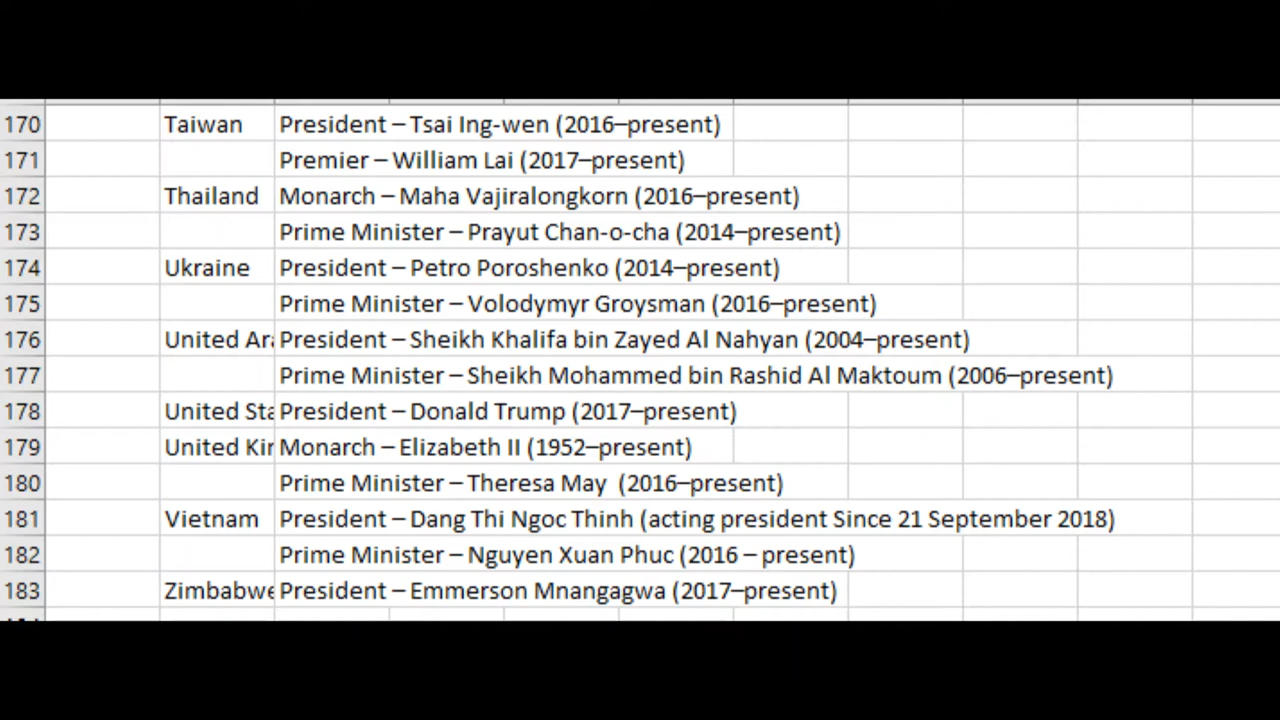 170 Taiwan President – Tsai Ing-wen (2016–present)
171 Premier – William Lai (2017–present)
172 Thailand Monarch – Maha Vajiralongkorn (2016–present)
173 Prime Minister – Prayut Chan-o-cha (2014–present)
174 Ukraine President – Petro Poroshenko (2014–present)
175 Prime Minister – Volodymyr Groysman (2016–present)
176 United Ara President – Sheikh Khalifa bin Zayed Al Nahyan (2004–present)
177 Prime Minister – Sheikh Mohammed bin Rashid Al Maktoum (2006–present)
178 United Sta President – Donald Trump (2017–present)
179 United Kin Monarch – Elizabeth II (1952–present)
180 Prime Minister – Theresa May  (2016–present)
181 Vietnam President – Dang Thi Ngoc Thinh (acting president Since 21 September 2018)
182 Prime Minister – Nguyen Xuan Phuc (2016 – present)
183 Zimbabwe President – Emmerson Mnangagwa (2017–present)